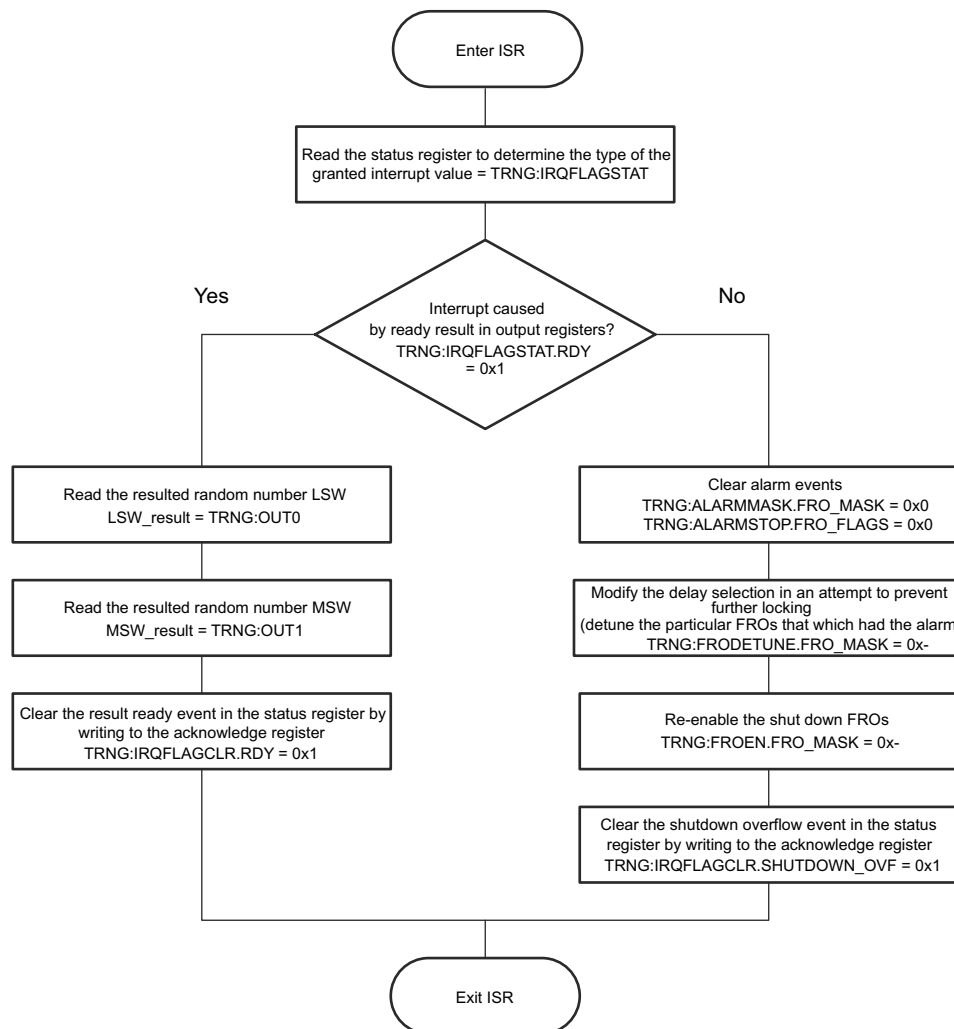 Enter ISR
Read the status register to determine the type of the
granted interrupt value = TRNG:IRQFLAGSTAT
Yes
No
Interrupt caused
by ready result in output registers?
TRNG:IRQFLAGSTAT.RDY
= 0x1
Read the resulted random number LSW
LSW_result = TRNG:OUT0
Read the resulted random number MSW
MSW_result = TRNG:OUT1
Clear the result ready event in the status register by
writing to the acknowledge register
TRNG:IRQFLAGCLR.RDY = 0x1
Clear alarm events
TRNG:ALARMMASK.FRO_MASK = 0x0
TRNG:ALARMSTOP.FRO_FLAGS = 0x0
Modify the delay selection in an attempt to prevent
further locking
(detune the particular FROs that which had the alarm
TRNG:FRODETUNE.FRO_MASK = 0x-
Re-enable the shut down FROs
TRNG:FROEN.FRO_MASK = 0x-
Clear the shutdown overflow event in the status
register by writing to the acknowledge register
TRNG:IRQFLAGCLR.SHUTDOWN_OVF = 0x1
Exit ISR